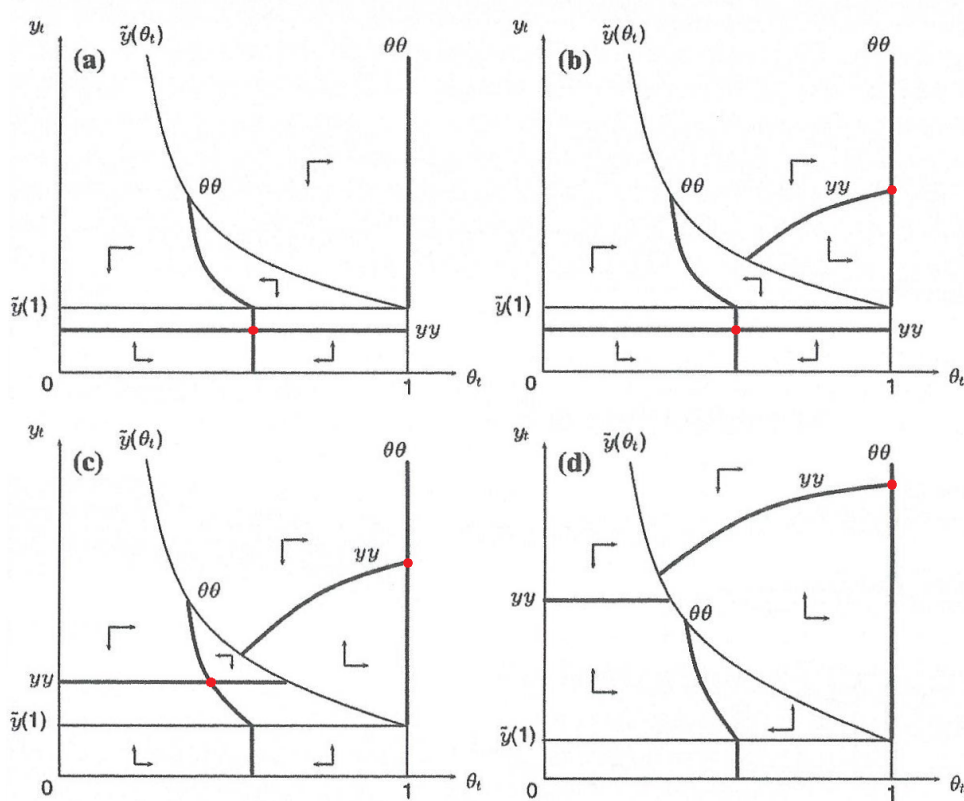 yₜ ỹ(θₜ) θθ
(a)
θθ
ỹ(1)
yy
0 1 θₜ
yₜ ỹ(θₜ) θθ
(b)
θθ yy
ỹ(1)
yy
0 1 θₜ
yₜ ỹ(θₜ) θθ
(c)
yy
θθ
yy
ỹ(1)
0 1 θₜ
yₜ ỹ(θₜ) θθ
(d)
yy
yy
θθ
ỹ(1)
0 1 θₜ